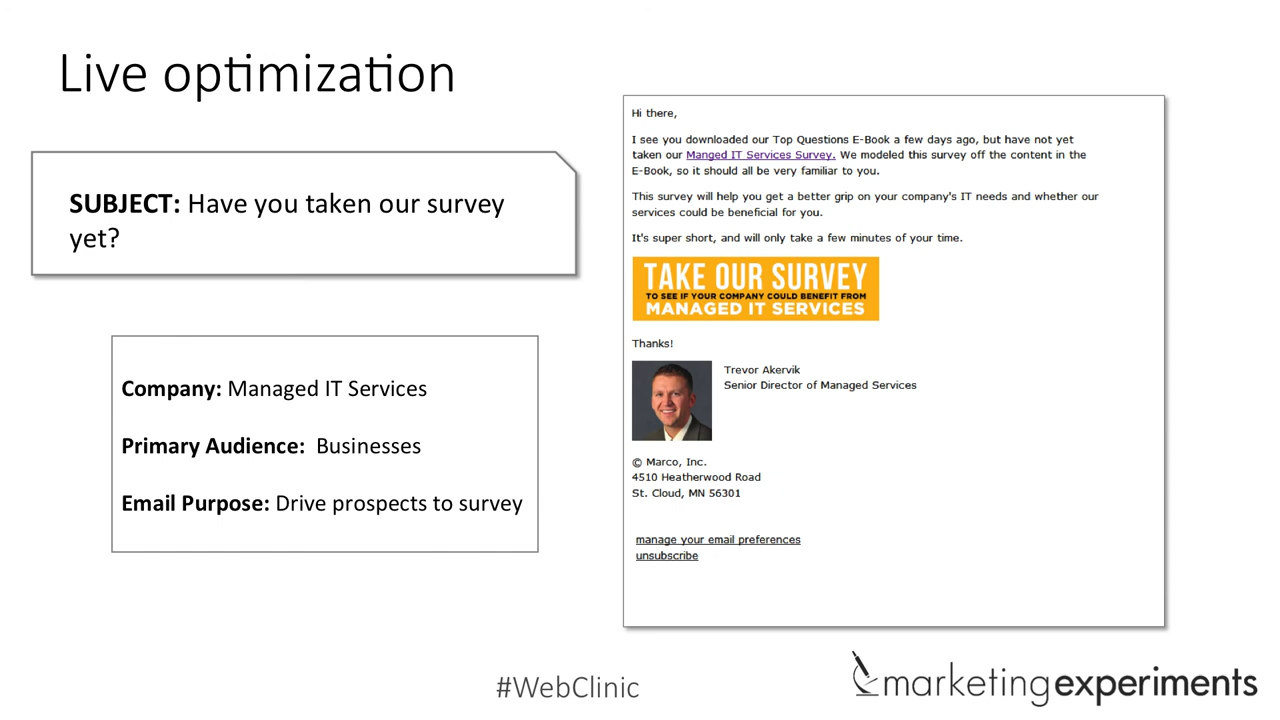 Live optimization
SUBJECT: Have you taken our survey
yet?
Company: Managed IT Services
Primary Audience: Businesses
Email Purpose: Drive prospects to survey
Hi there,
I see you downloaded our Top Questions E-Book a few days ago, but have not yet
taken our Manged IT Services Survey. We modeled this survey off the content in the
E-Book, so it should all be very familiar to you.
This survey will help you get a better grip on your company's IT needs and whether our
services could be beneficial for you.
It's super short, and will only take a few minutes of your time.
TAKE OUR SURVEY
TO SEE IF YOUR COMPANY COULD BENEFIT FROM
MANAGED IT SERVICES
Thanks!
Trevor Akervik
Senior Director of Managed Services
© Marco, Inc.
4510 Heatherwood Road
St. Cloud, MN 56301
manage your email preferences
unsubscribe
#WebClinic
marketingexperiments